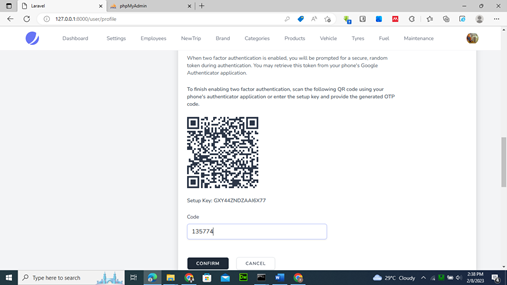 Laravel
phpMyAdmin
127.0.0.1:8000/user/profile
Dashboard Settings Employees NewTrip Brand Categories Products Vehicle Tyres Fuel Maintenance
When two factor authentication is enabled, you will be prompted for a secure, random
token during authentication. You may retrieve this token from your phone's Google
Authenticator application.
To finish enabling two factor authentication, scan the following QR code using your
phone's authenticator application or enter the setup key and provide the generated OTP
code.
Setup Key: GXY44ZNDZAAI6X77
Code
135774
CONFIRM CANCEL
Type here to search
29°C Cloudy
2:38 PM
2/8/2023